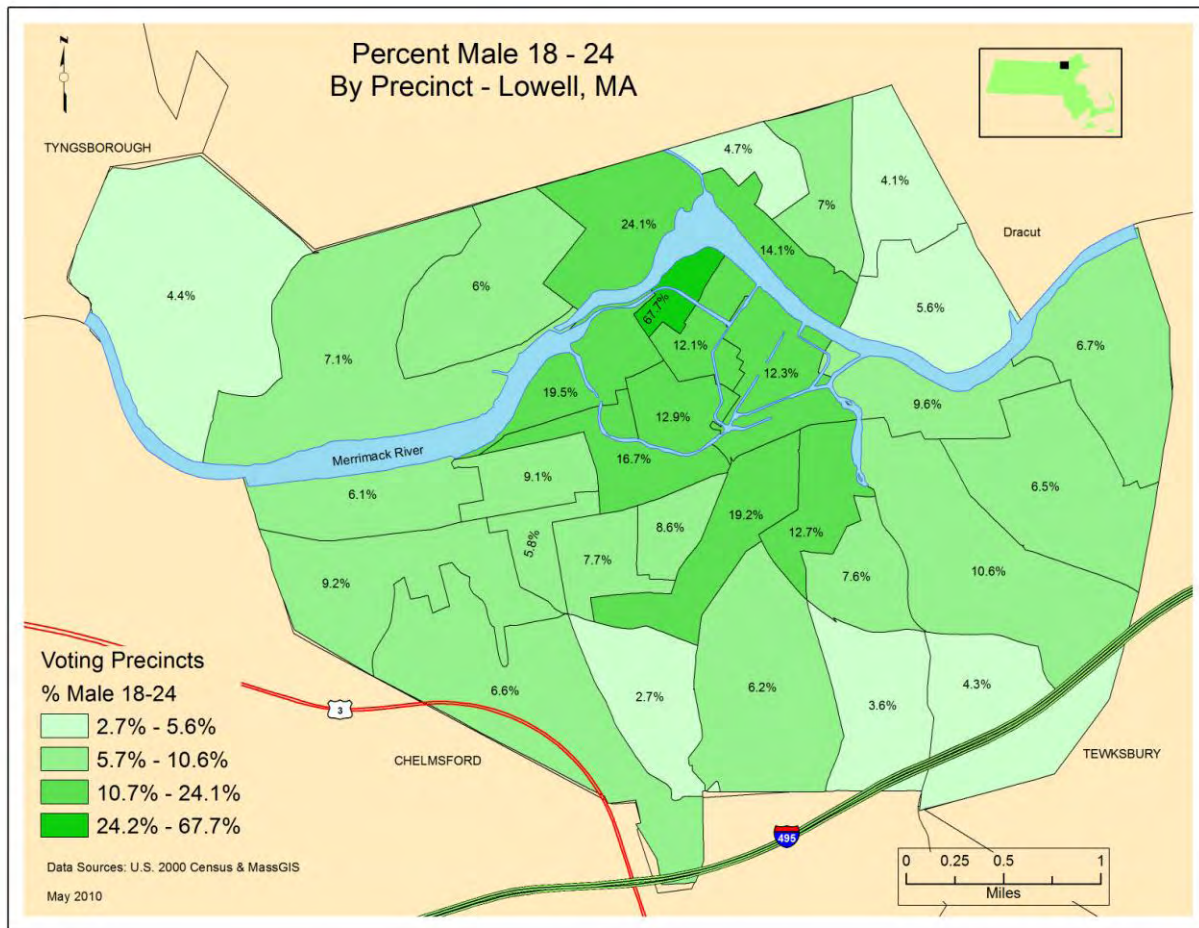 Percent Male 18 - 24
By Precinct - Lowell, MA
N
TYNGSBOROUGH
4.7%
4.1%
7%
24.1%
14.1%
Dracut
6%
4.4%
5.6%
67.7%
7.1%
6.7%
12.1%
12.3%
19.5%
9.6%
12.9%
Merrimack River
16.7%
9.1%
6.1%
6.5%
19.2%
8.6%
12.7%
5.8%
7.7%
10.6%
7.6%
9.2%
6.6%
2.7%
6.2%
3.6%
4.3%
Voting Precincts
% Male 18-24
2.7% - 5.6%
5.7% - 10.6%
10.7% - 24.1%
24.2% - 67.7%
3
CHELMSFORD
TEWKSBURY
495
Data Sources: U.S. 2000 Census & MassGIS
May 2010
0 0.25 0.5 1
Miles